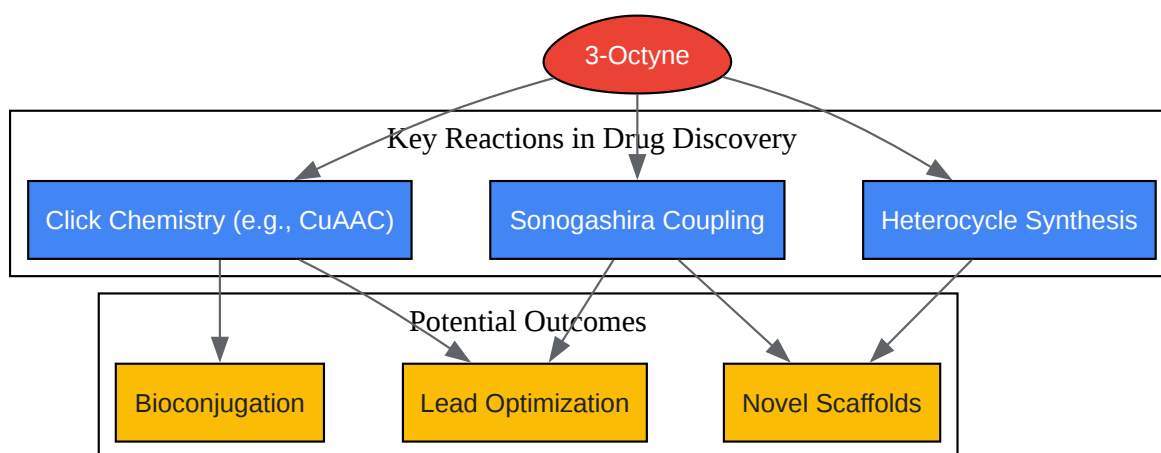 3-Octyne
Key Reactions in Drug Discovery
Click Chemistry (e.g., CuAAC)
Sonogashira Coupling
Heterocycle Synthesis
Potential Outcomes
Bioconjugation
Lead Optimization
Novel Scaffolds